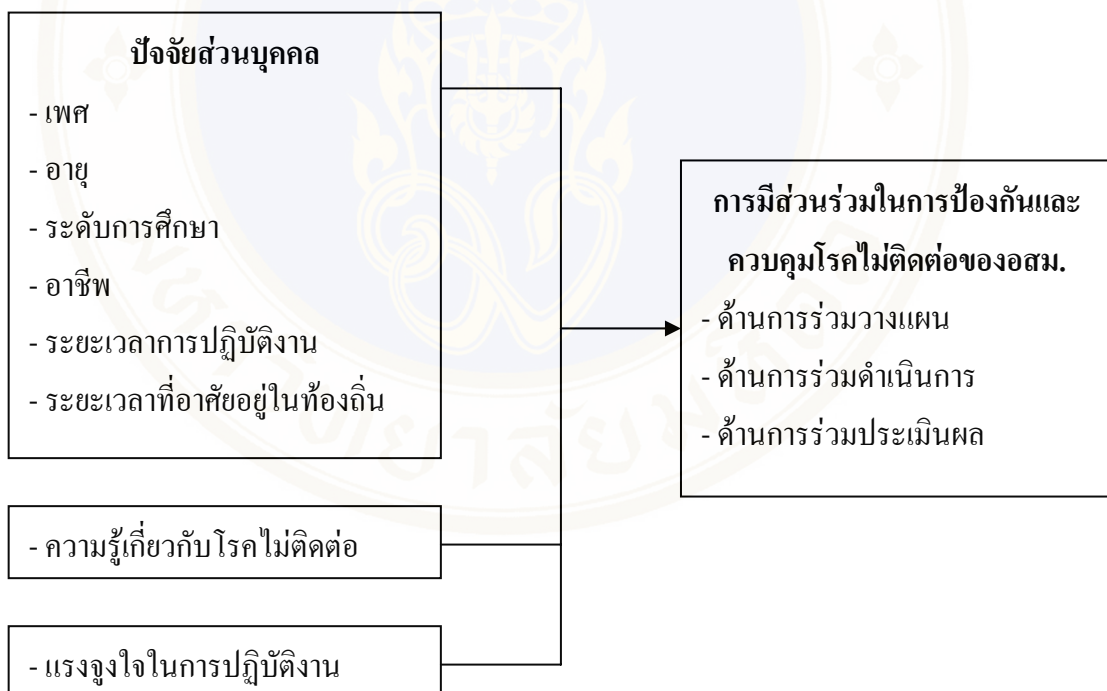 ปัจจัยส่วนบุคคล
- เพศ
- อายุ
- ระดับการศึกษา
- อาชีพ
- ระยะเวลาการปฏิบัติงาน
- ระยะเวลาที่อาศัยอยู่ในท้องถิ่น
- ความรู้เกี่ยวกับโรคไม่ติดต่อ
- แรงจูงใจในการปฏิบัติงาน
การมีส่วนร่วมในการป้องกันและ
ควบคุมโรคไม่ติดต่อของอสม.
- ด้านการร่วมวางแผน
- ด้านการร่วมดำเนินการ
- ด้านการร่วมประเมินผล